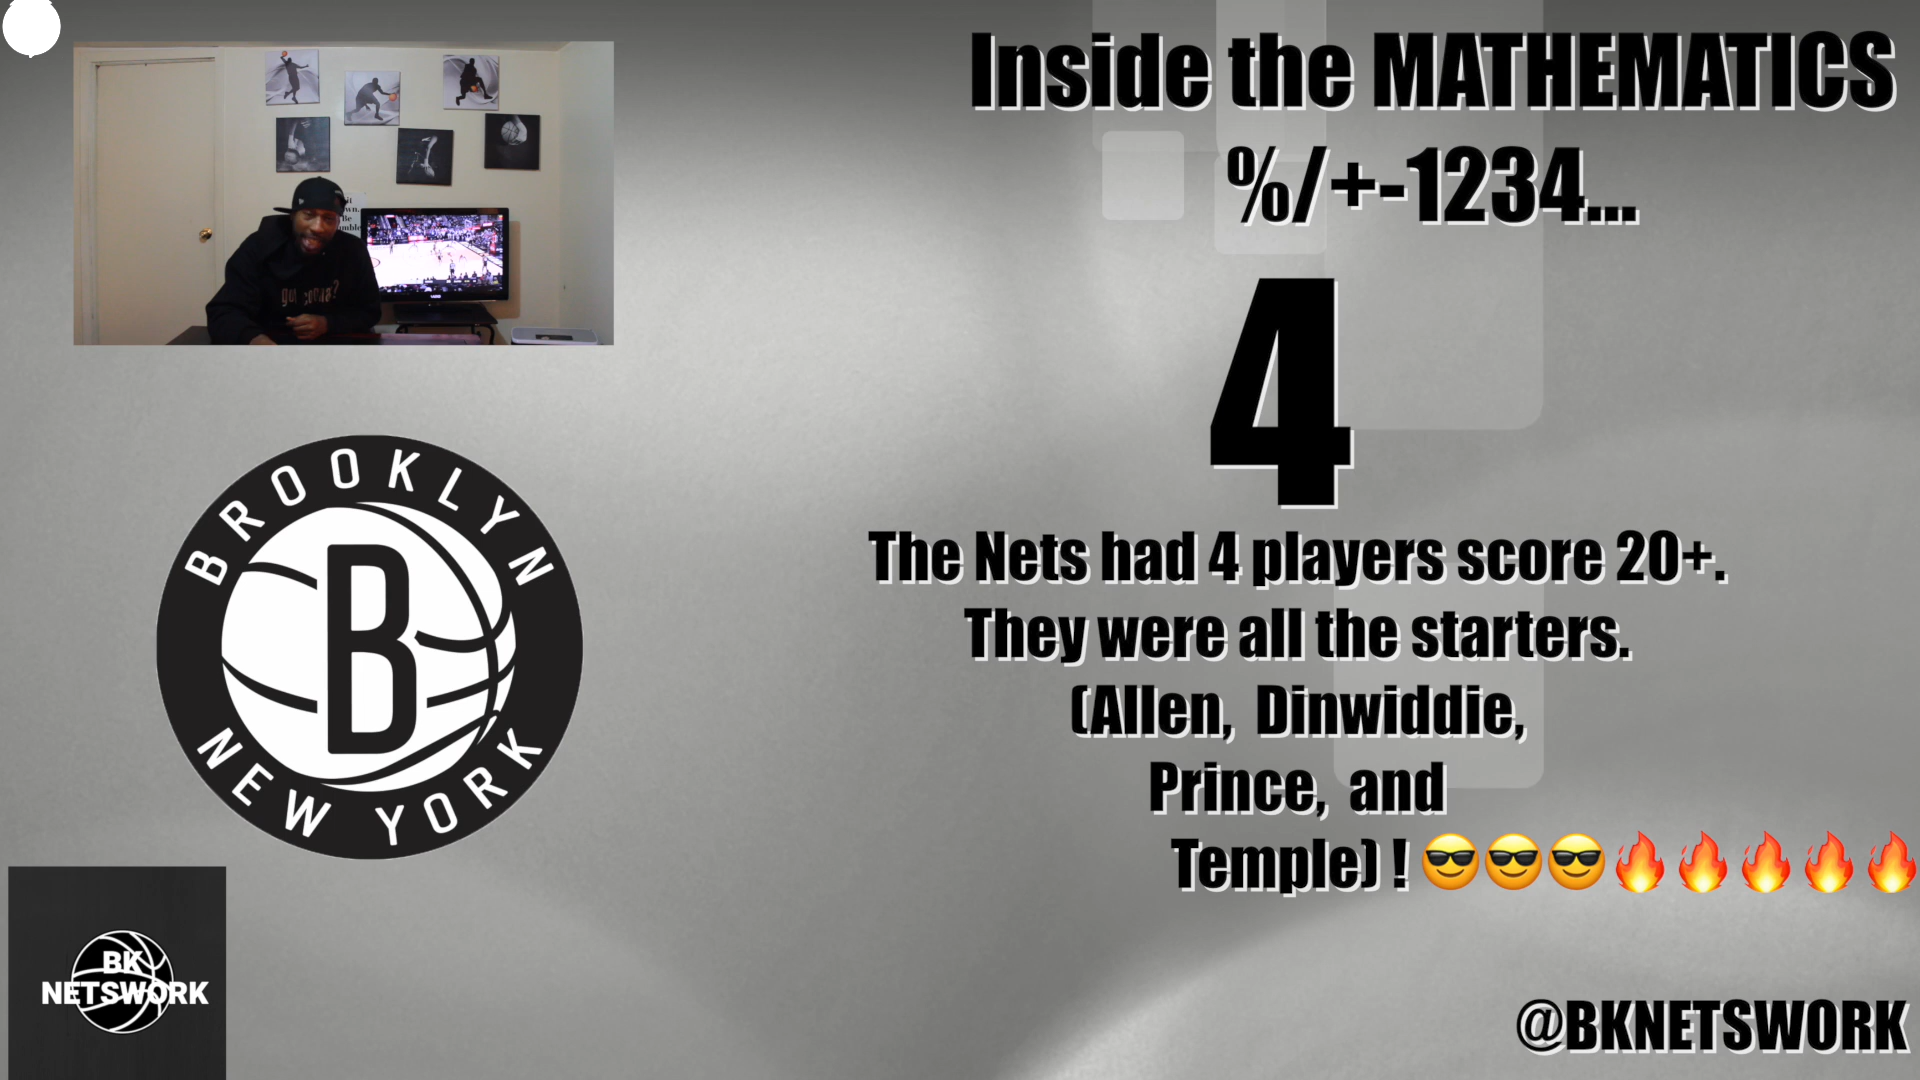 Inside the MATHEMATICS
%/+-1234...
4
The Nets had 4 players score 20+.
They were all the starters.
(Allen, Dinwiddie,
Prince, and
Temple) ! 😎😎😎🔥🔥🔥🔥🔥
BROOKLYN
B
NEW YORK
BK
NETSWORK
@BKNETSWORK